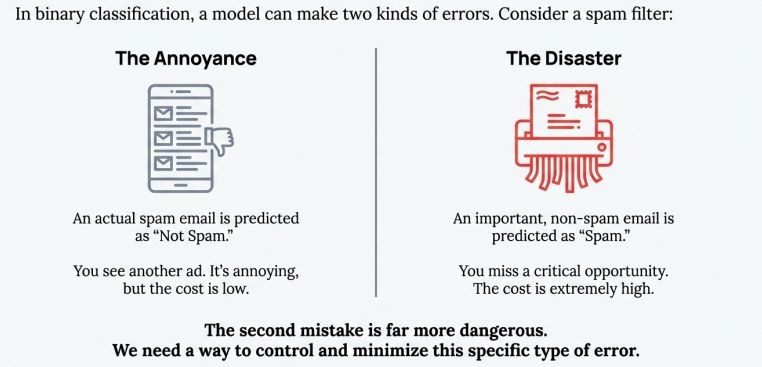 In binary classification, a model can make two kinds of errors. Consider a spam filter:
The Annoyance
An actual spam email is predicted
as “Not Spam.”
You see another ad. It’s annoying,
but the cost is low.
The Disaster
An important, non-spam email is
predicted as “Spam.”
You miss a critical opportunity.
The cost is extremely high.
The second mistake is far more dangerous.
We need a way to control and minimize this specific type of error.